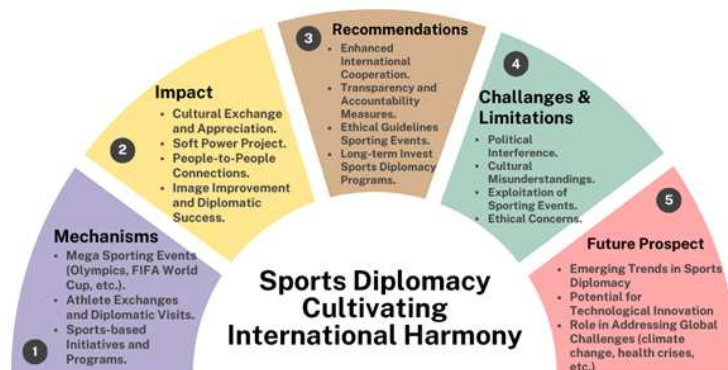 1
Mechanisms
• Mega Sporting Events
(Olympics, FIFA World
Cup, etc.).
• Athlete Exchanges
and Diplomatic Visits.
• Sports-based
Initiatives and
Programs.
2
Impact
• Cultural Exchange
and Appreciation.
• Soft Power Project.
• People-to-People
Connections.
• Image Improvement
and Diplomatic
Success.
3
Recommendations
• Enhanced
International
Cooperation.
• Transparency and
Accountability
Measures.
• Ethical Guidelines
Sporting Events.
• Long-term Invest
Sports Diplomacy
Programs.
4
Challanges &
Limitations
• Political
Interference.
• Cultural
Misunderstandings.
• Exploitation of
Sporting Events.
• Ethical Concerns.
5
Future Prospect
• Emerging Trends in Sports
Diplomacy
• Potential for
Technological Innovation
• Role in Addressing Global
Challenges (climate
change, health crises,
etc.)
Sports Diplomacy
Cultivating
International Harmony